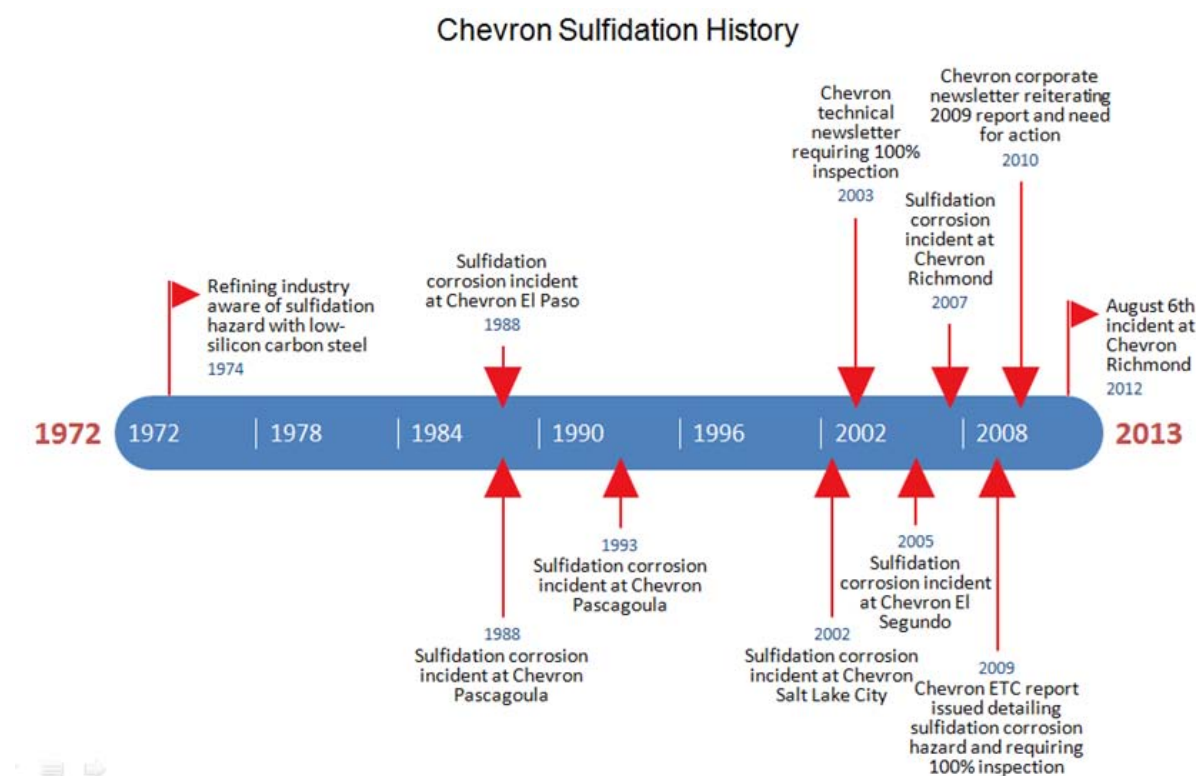 Chevron Sulfidation History
Chevron corporate
newsletter reiterating
2009 report and need
for action
2010
Chevron
technical
newsletter
requiring 100%
inspection
2003
Sulfidation
corrosion
incident at
Chevron
Richmond
2007
Sulfidation
corrosion incident
at Chevron El Paso
1988
Refining industry
aware of sulfidation
hazard with low-
silicon carbon steel
1974
August 6th
incident at
Chevron
Richmond
2012
1972
1972
1978
1984
1990
1996
2002
2008
2013
1993
Sulfidation corrosion
incident at Chevron
Pascagoula
2005
Sulfidation
corrosion incident
at Chevron El
Segundo
1988
Sulfidation corrosion
incident at Chevron
Pascagoula
2002
Sulfidation corrosion
incident at Chevron
Salt Lake City
2009
Chevron ETC report
issued detailing
sulfidation corrosion
hazard and requiring
100% inspection